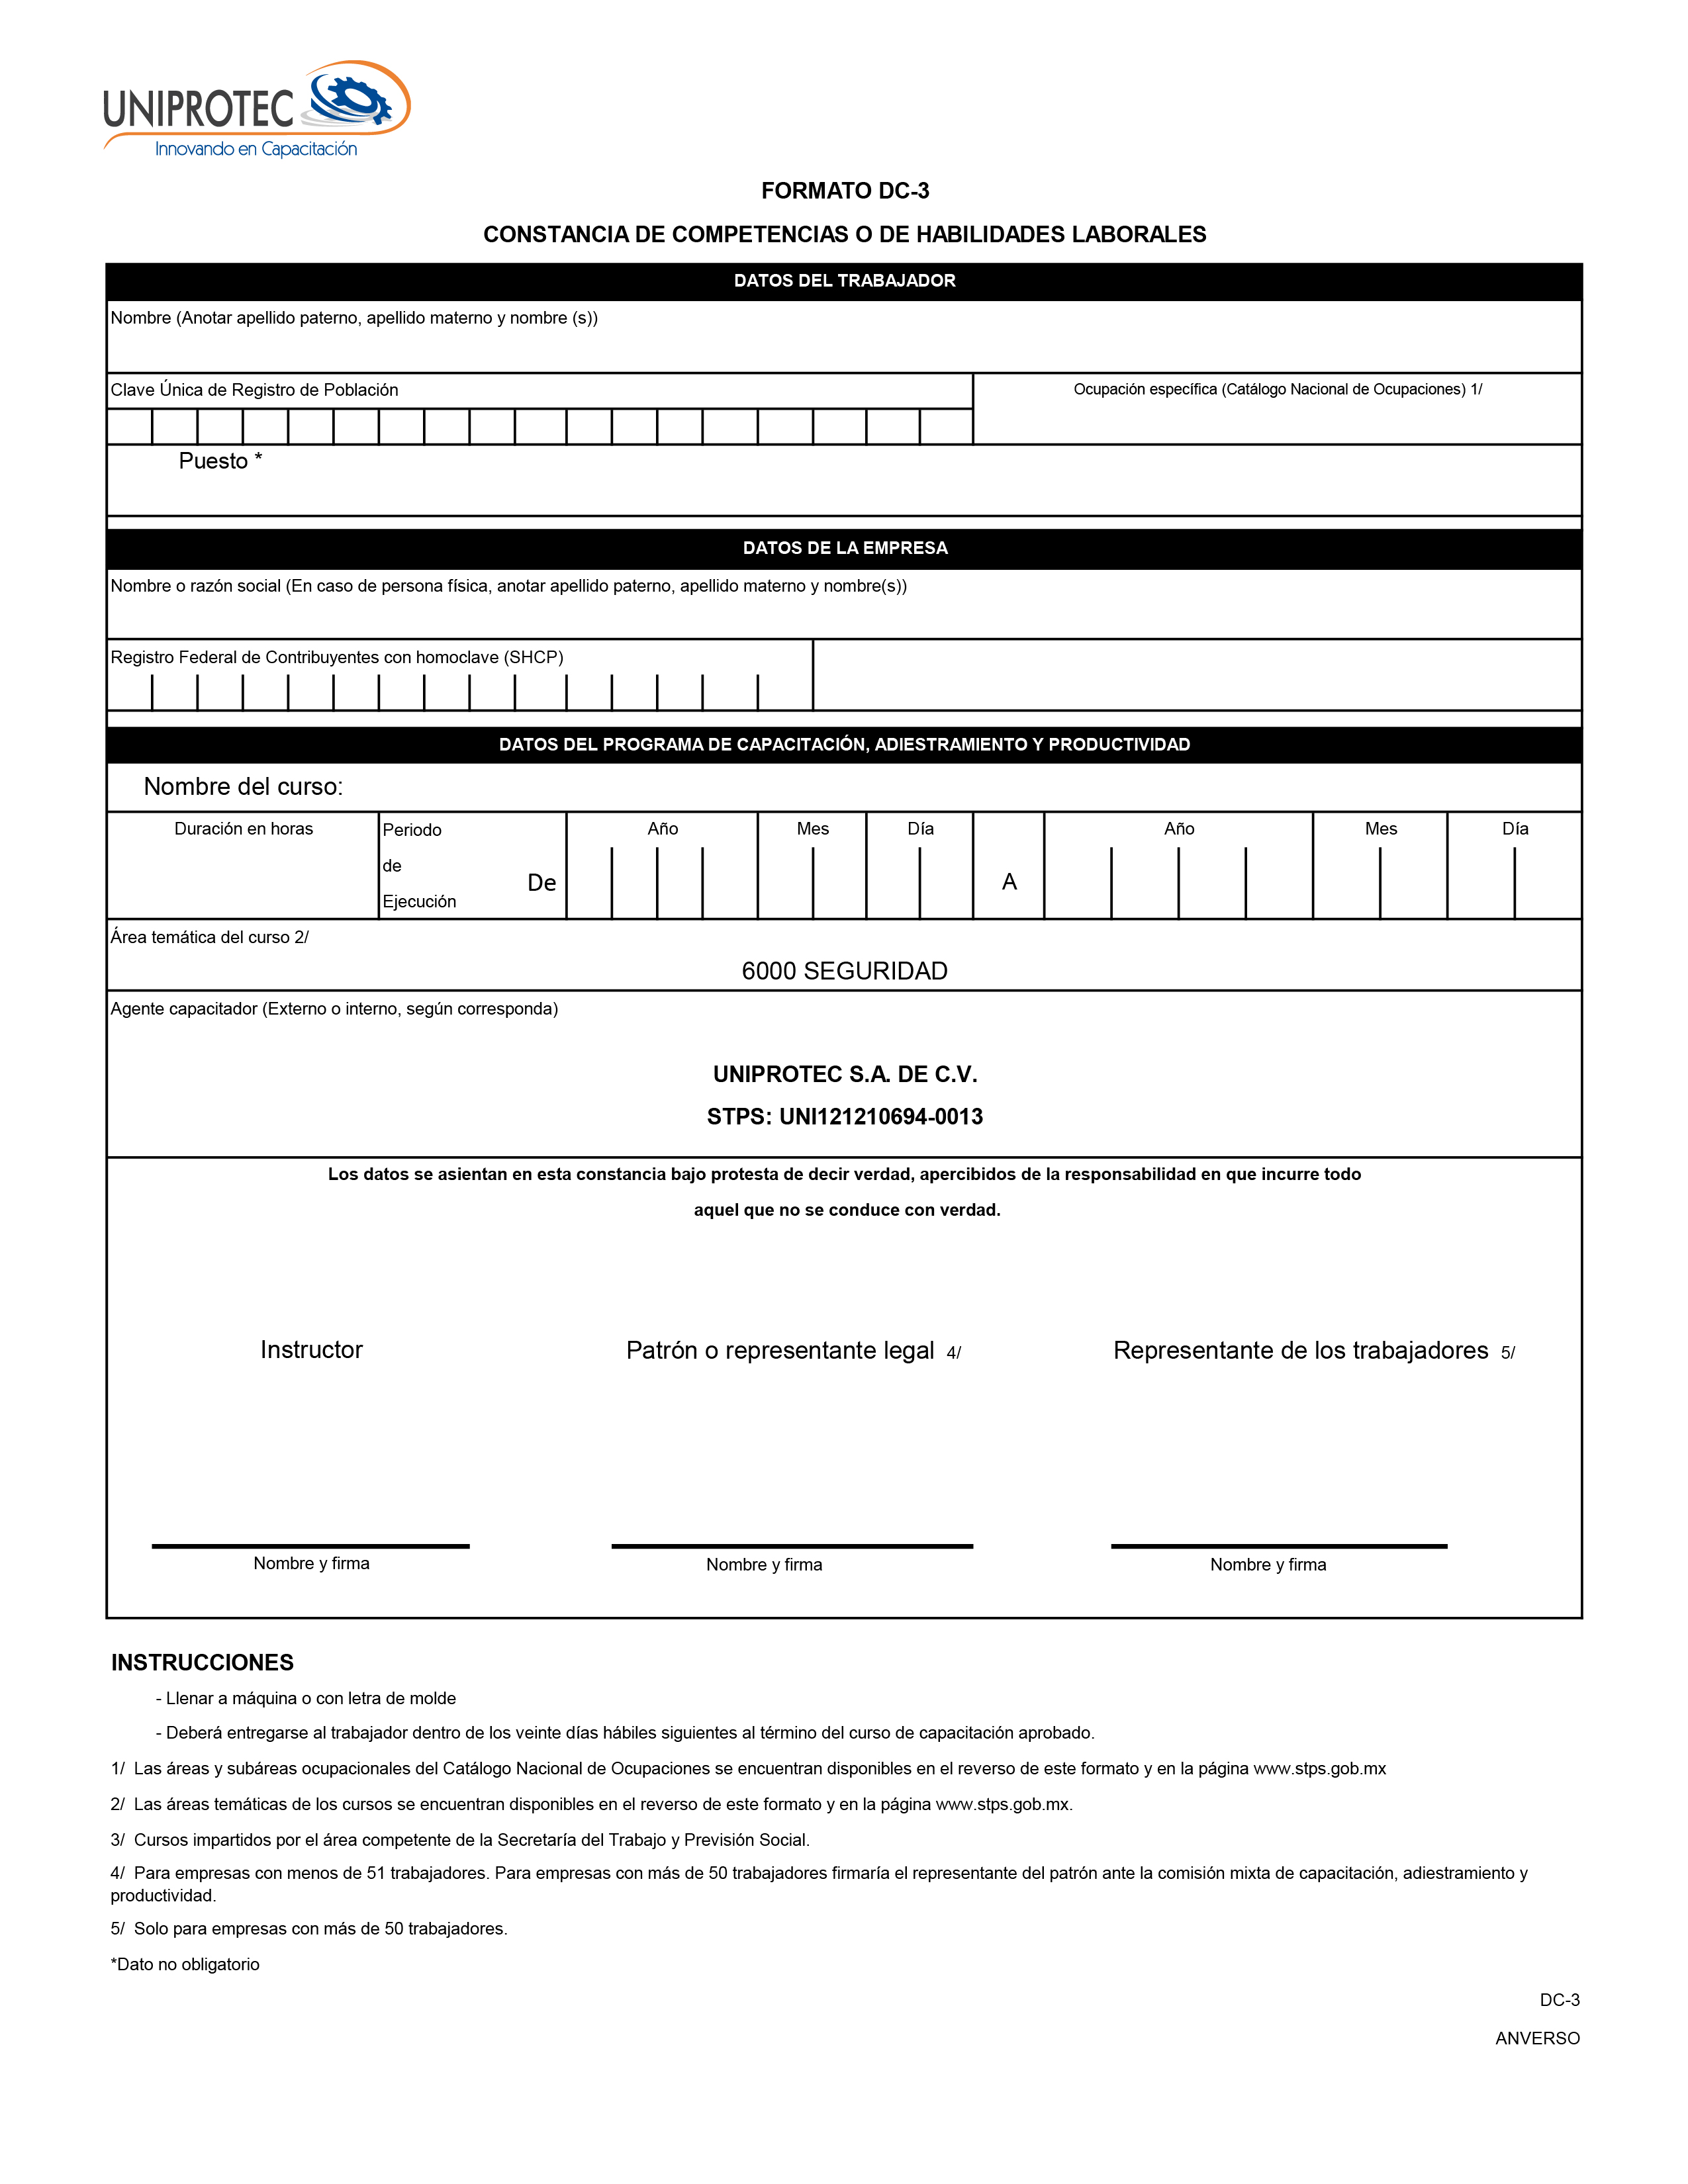 UNIPROTEC
Innovando en Capacitación
FORMATO DC-3
CONSTANCIA DE COMPETENCIAS O DE HABILIDADES LABORALES
DATOS DEL TRABAJADOR
Nombre (Anotar apellido paterno, apellido materno y nombre (s))
Clave Única de Registro de Población
Ocupación específica (Catálogo Nacional de Ocupaciones) 1/
Puesto *
DATOS DE LA EMPRESA
Nombre o razón social (En caso de persona física, anotar apellido paterno, apellido materno y nombre(s))
Registro Federal de Contribuyentes con homoclave (SHCP)
DATOS DEL PROGRAMA DE CAPACITACIÓN, ADIESTRAMIENTO Y PRODUCTIVIDAD
Nombre del curso:
Duración en horas
Periodo
de
Ejecución
De
Año Mes Día
A
Año Mes Día
Área temática del curso 2/
6000 SEGURIDAD
Agente capacitador (Externo o interno, según corresponda)
UNIPROTEC S.A. DE C.V.
STPS: UNI121210694-0013
Los datos se asientan en esta constancia bajo protesta de decir verdad, apercibidos de la responsabilidad en que incurre todo
aquel que no se conduce con verdad.
Instructor Patrón o representante legal 4/ Representante de los trabajadores 5/
Nombre y firma Nombre y firma Nombre y firma
INSTRUCCIONES
- Llenar a máquina o con letra de molde
- Deberá entregarse al trabajador dentro de los veinte días hábiles siguientes al término del curso de capacitación aprobado.
1/ Las áreas y subáreas ocupacionales del Catálogo Nacional de Ocupaciones se encuentran disponibles en el reverso de este formato y en la página www.stps.gob.mx
2/ Las áreas temáticas de los cursos se encuentran disponibles en el reverso de este formato y en la página www.stps.gob.mx.
3/ Cursos impartidos por el área competente de la Secretaría del Trabajo y Previsión Social.
4/ Para empresas con menos de 51 trabajadores. Para empresas con más de 50 trabajadores firmaría el representante del patrón ante la comisión mixta de capacitación, adiestramiento y
productividad.
5/ Solo para empresas con más de 50 trabajadores.
*Dato no obligatorio
DC-3
ANVERSO